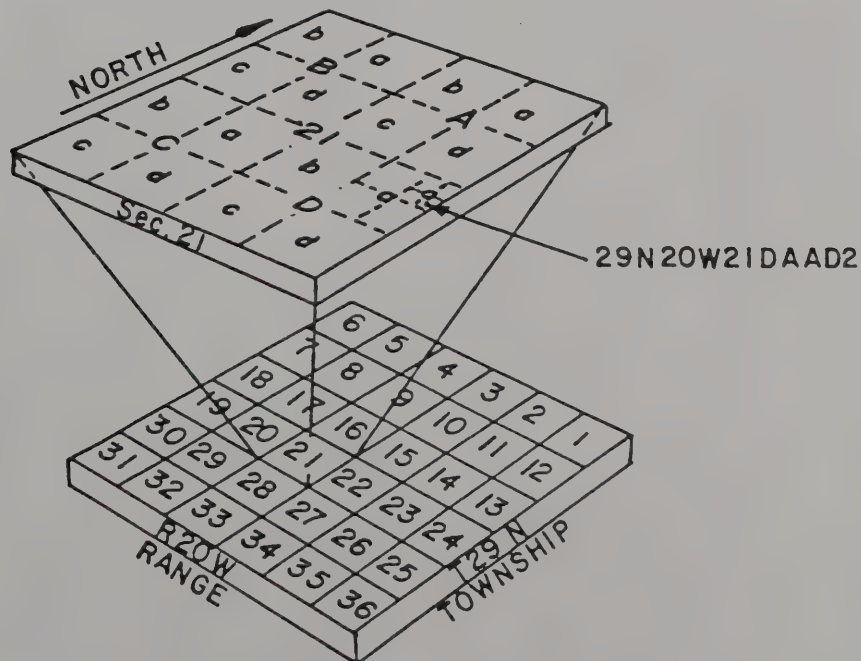 NORTH
b
a
c
B
b
b
d
A
a
c
C
a
21
c
d
d
b
a
a
c
D
d
Sec. 21
29N20W21DAAD2
6
5
4
3
2
1
7
8
9
10
11
12
18
17
16
15
14
13
19
20
21
22
23
24
30
29
28
27
26
25
31
32
33
34
35
36
R20W
RANGE
T29N
TOWNSHIP